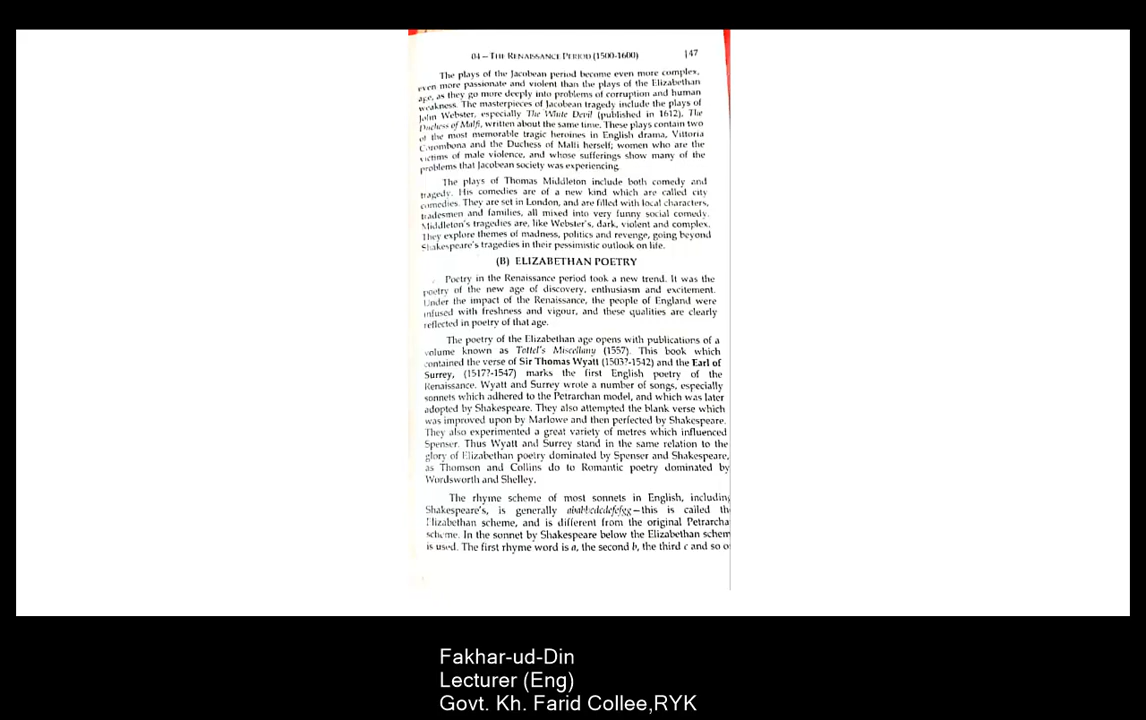 04 – THE RENAISSANCE PERIOD (1500-1600) 147
The plays of the Jacobean period become even more complex,
even more passionate and violent than the plays of the Elizabethan
age, as they go more deeply into problems of corruption and human
weakness. The masterpieces of Jacobean tragedy include the plays of
John Webster, especially The White Devil (published in 1612), The
Duchess of Malfi, written about the same time. These plays contain two
of the most memorable tragic heroines in English drama, Vittoria
Corombona and the Duchess of Malfi herself; women who are the
victims of male violence, and whose sufferings show many of the
problems that Jacobean society was experiencing.
The plays of Thomas Middleton include both comedy and
tragedy. His comedies are of a new kind which are called city
comedies. They are set in London, and are filled with local characters,
tradesmen and families, all mixed into very funny social comedy.
Middleton's tragedies are, like Webster's, dark, violent and complex.
They explore themes of madness, politics and revenge, going beyond
Shakespeare's tragedies in their pessimistic outlook on life.
(B) ELIZABETHAN POETRY
Poetry in the Renaissance period took a new trend. It was the
poetry of the new age of discovery, enthusiasm and excitement.
Under the impact of the Renaissance, the people of England were
infused with freshness and vigour, and these qualities are clearly
reflected in poetry of that age.
The poetry of the Elizabethan age opens with publications of a
volume known as Tottel's Miscellany (1557). This book which
contained the verse of Sir Thomas Wyatt (1503?-1542) and the Earl of
Surrey, (1517?-1547) marks the first English poetry of the
Renaissance. Wyatt and Surrey wrote a number of songs, especially
sonnets which adhered to the Petrarchan model, and which was later
adopted by Shakespeare. They also attempted the blank verse which
was improved upon by Marlowe and then perfected by Shakespeare.
They also experimented a great variety of metres which influenced
Spenser. Thus Wyatt and Surrey stand in the same relation to the
glory of Elizabethan poetry dominated by Spenser and Shakespeare,
as Thomson and Collins do to Romantic poetry dominated by
Wordsworth and Shelley.
The rhyme scheme of most sonnets in English, including
Shakespeare's, is generally ababbcdcdefefgg—this is called th
Elizabethan scheme, and is different from the original Petrarcha
scheme. In the sonnet by Shakespeare below the Elizabethan schem
is used. The first rhyme word is a, the second b, the third c and so o
Fakhar-ud-Din
Lecturer (Eng)
Govt. Kh. Farid Collee,RYK